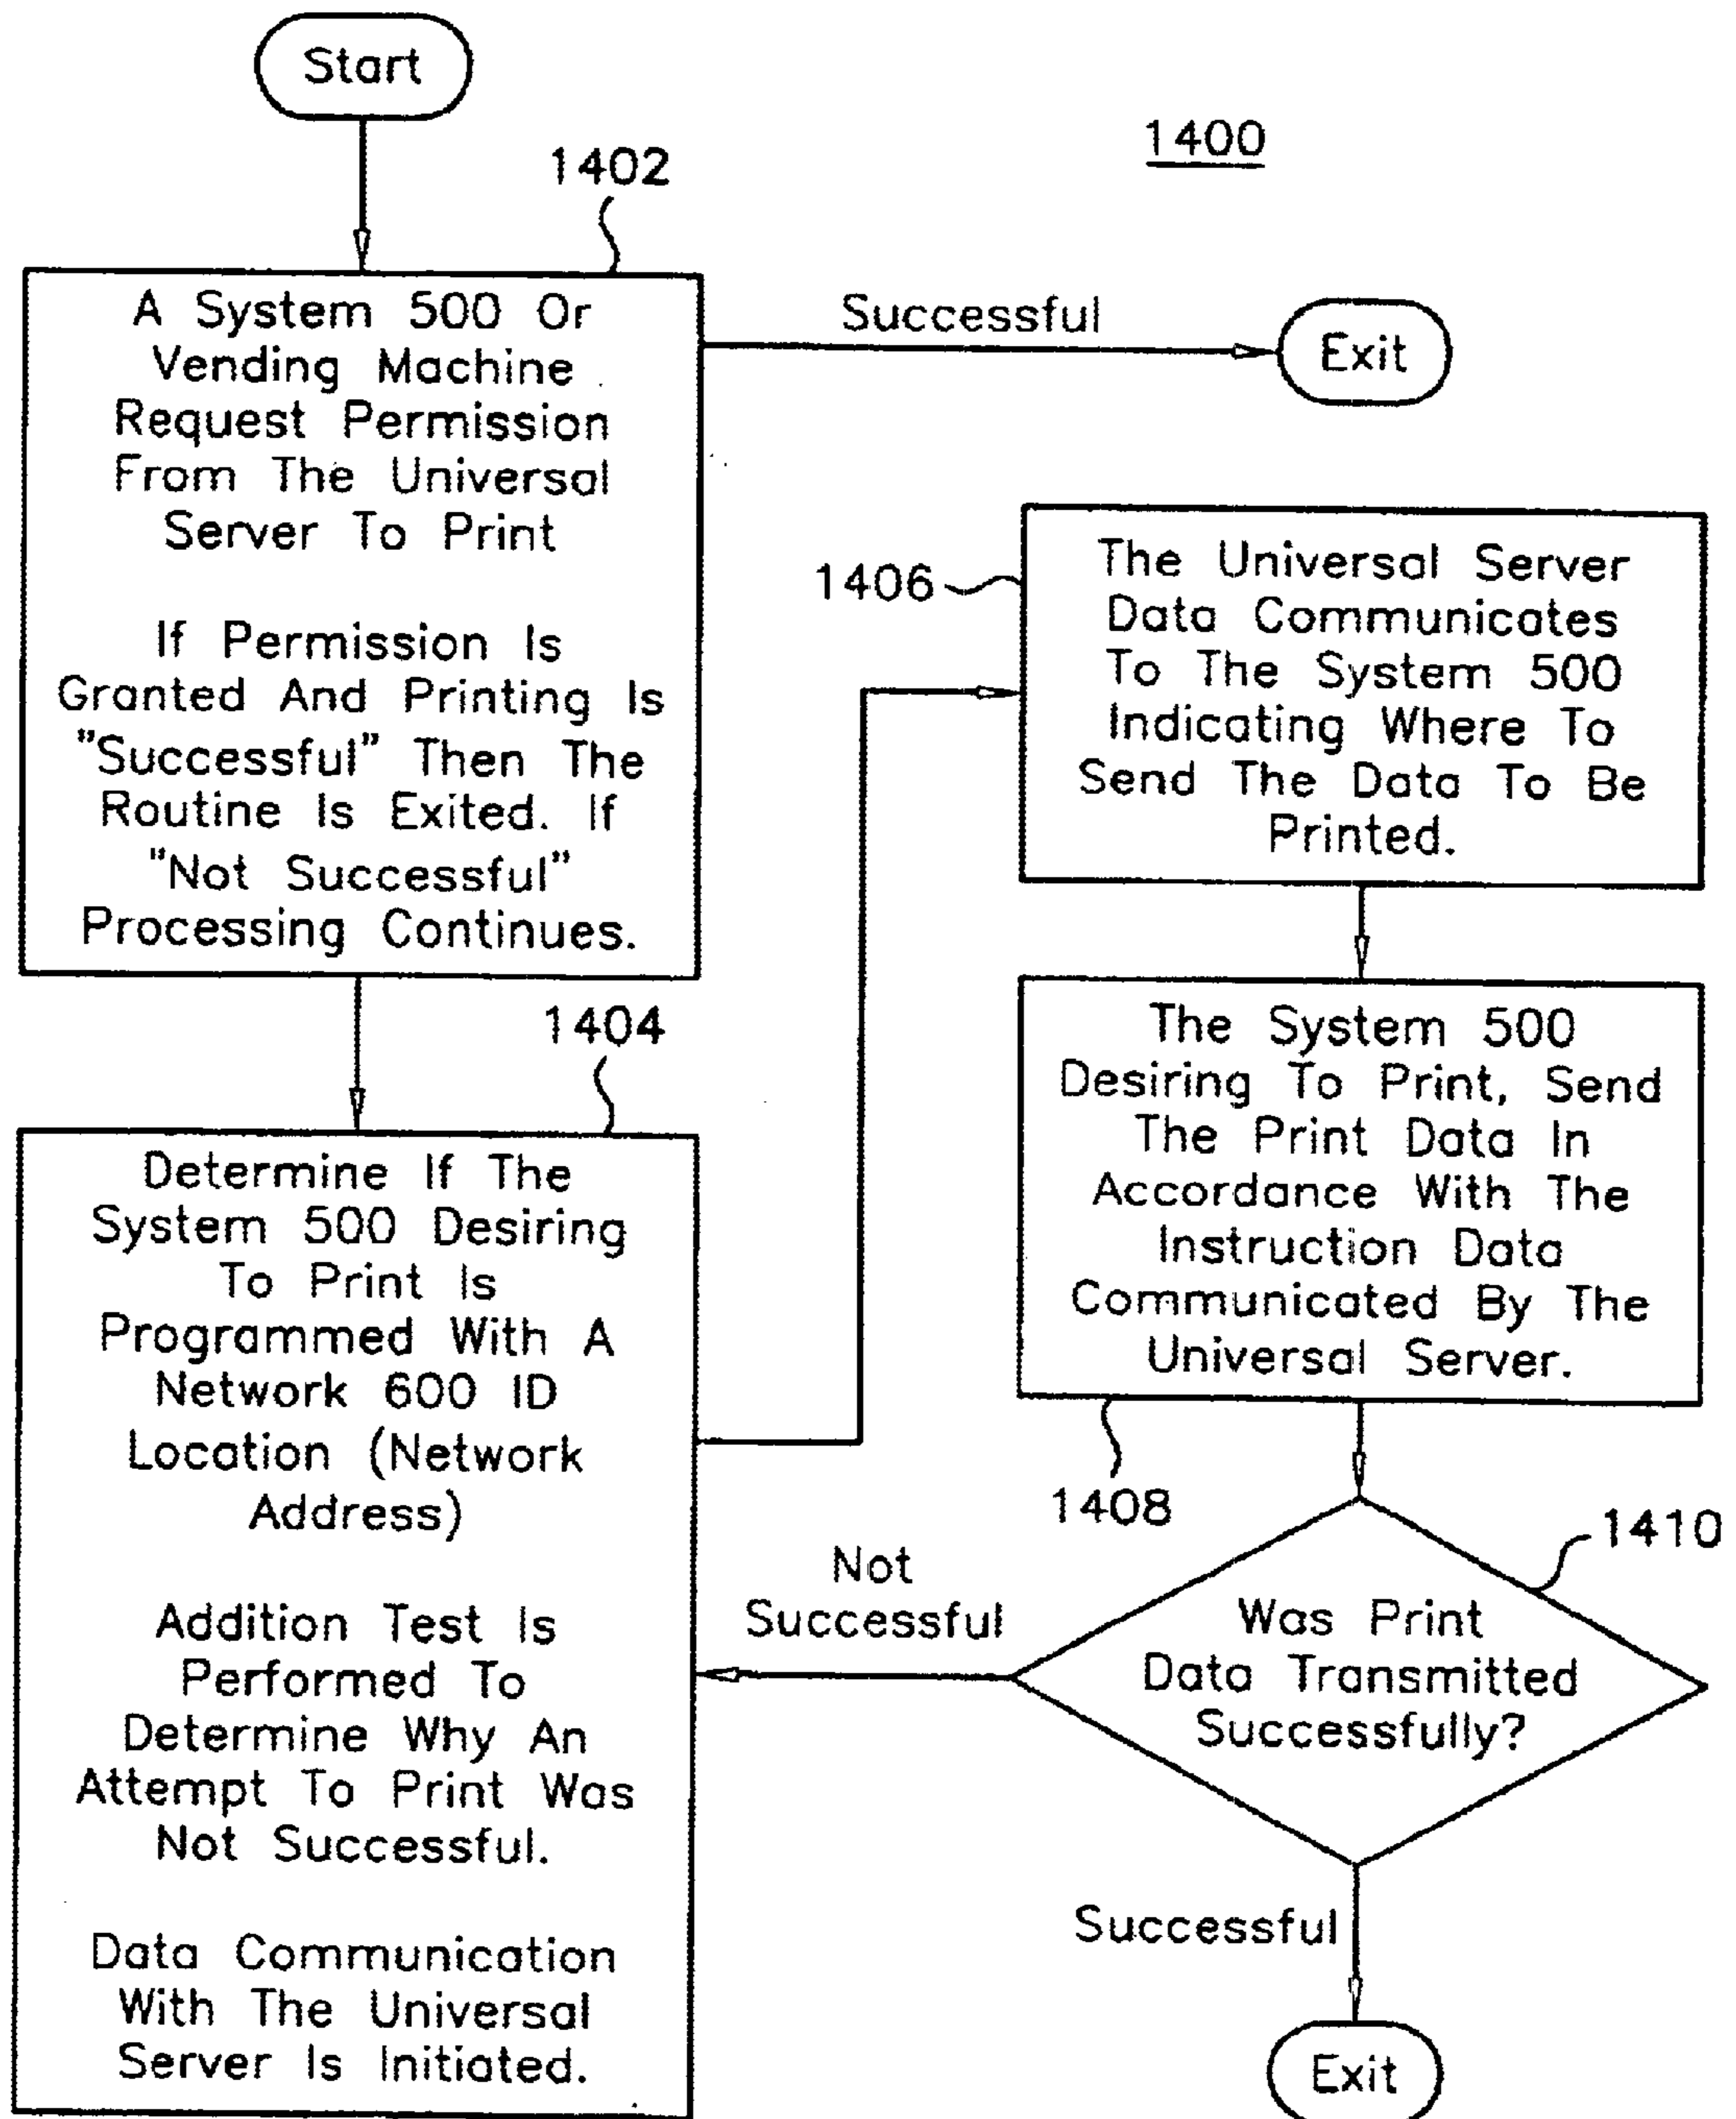 Start
1400
1402
A System 500 Or
Vending Machine
Request Permission
From The Universal
Server To Print
If Permission Is
Granted And Printing Is
"Successful" Then The
Routine Is Exited. If
"Not Successful"
Processing Continues.
Successful
Exit
1404
Determine If The
System 500 Desiring
To Print Is
Programmed With A
Network 600 ID
Location (Network
Address)
Addition Test Is
Performed To
Determine Why An
Attempt To Print Was
Not Successful.
Data Communication
With The Universal
Server Is Initiated.
1406
The Universal Server
Data Communicates
To The System 500
Indicating Where To
Send The Data To Be
Printed.
The System 500
Desiring To Print, Send
The Print Data In
Accordance With The
Instruction Data
Communicated By The
Universal Server.
1408
1410
Was Print
Data Transmitted
Successfully?
Not
Successful
Successful
Exit